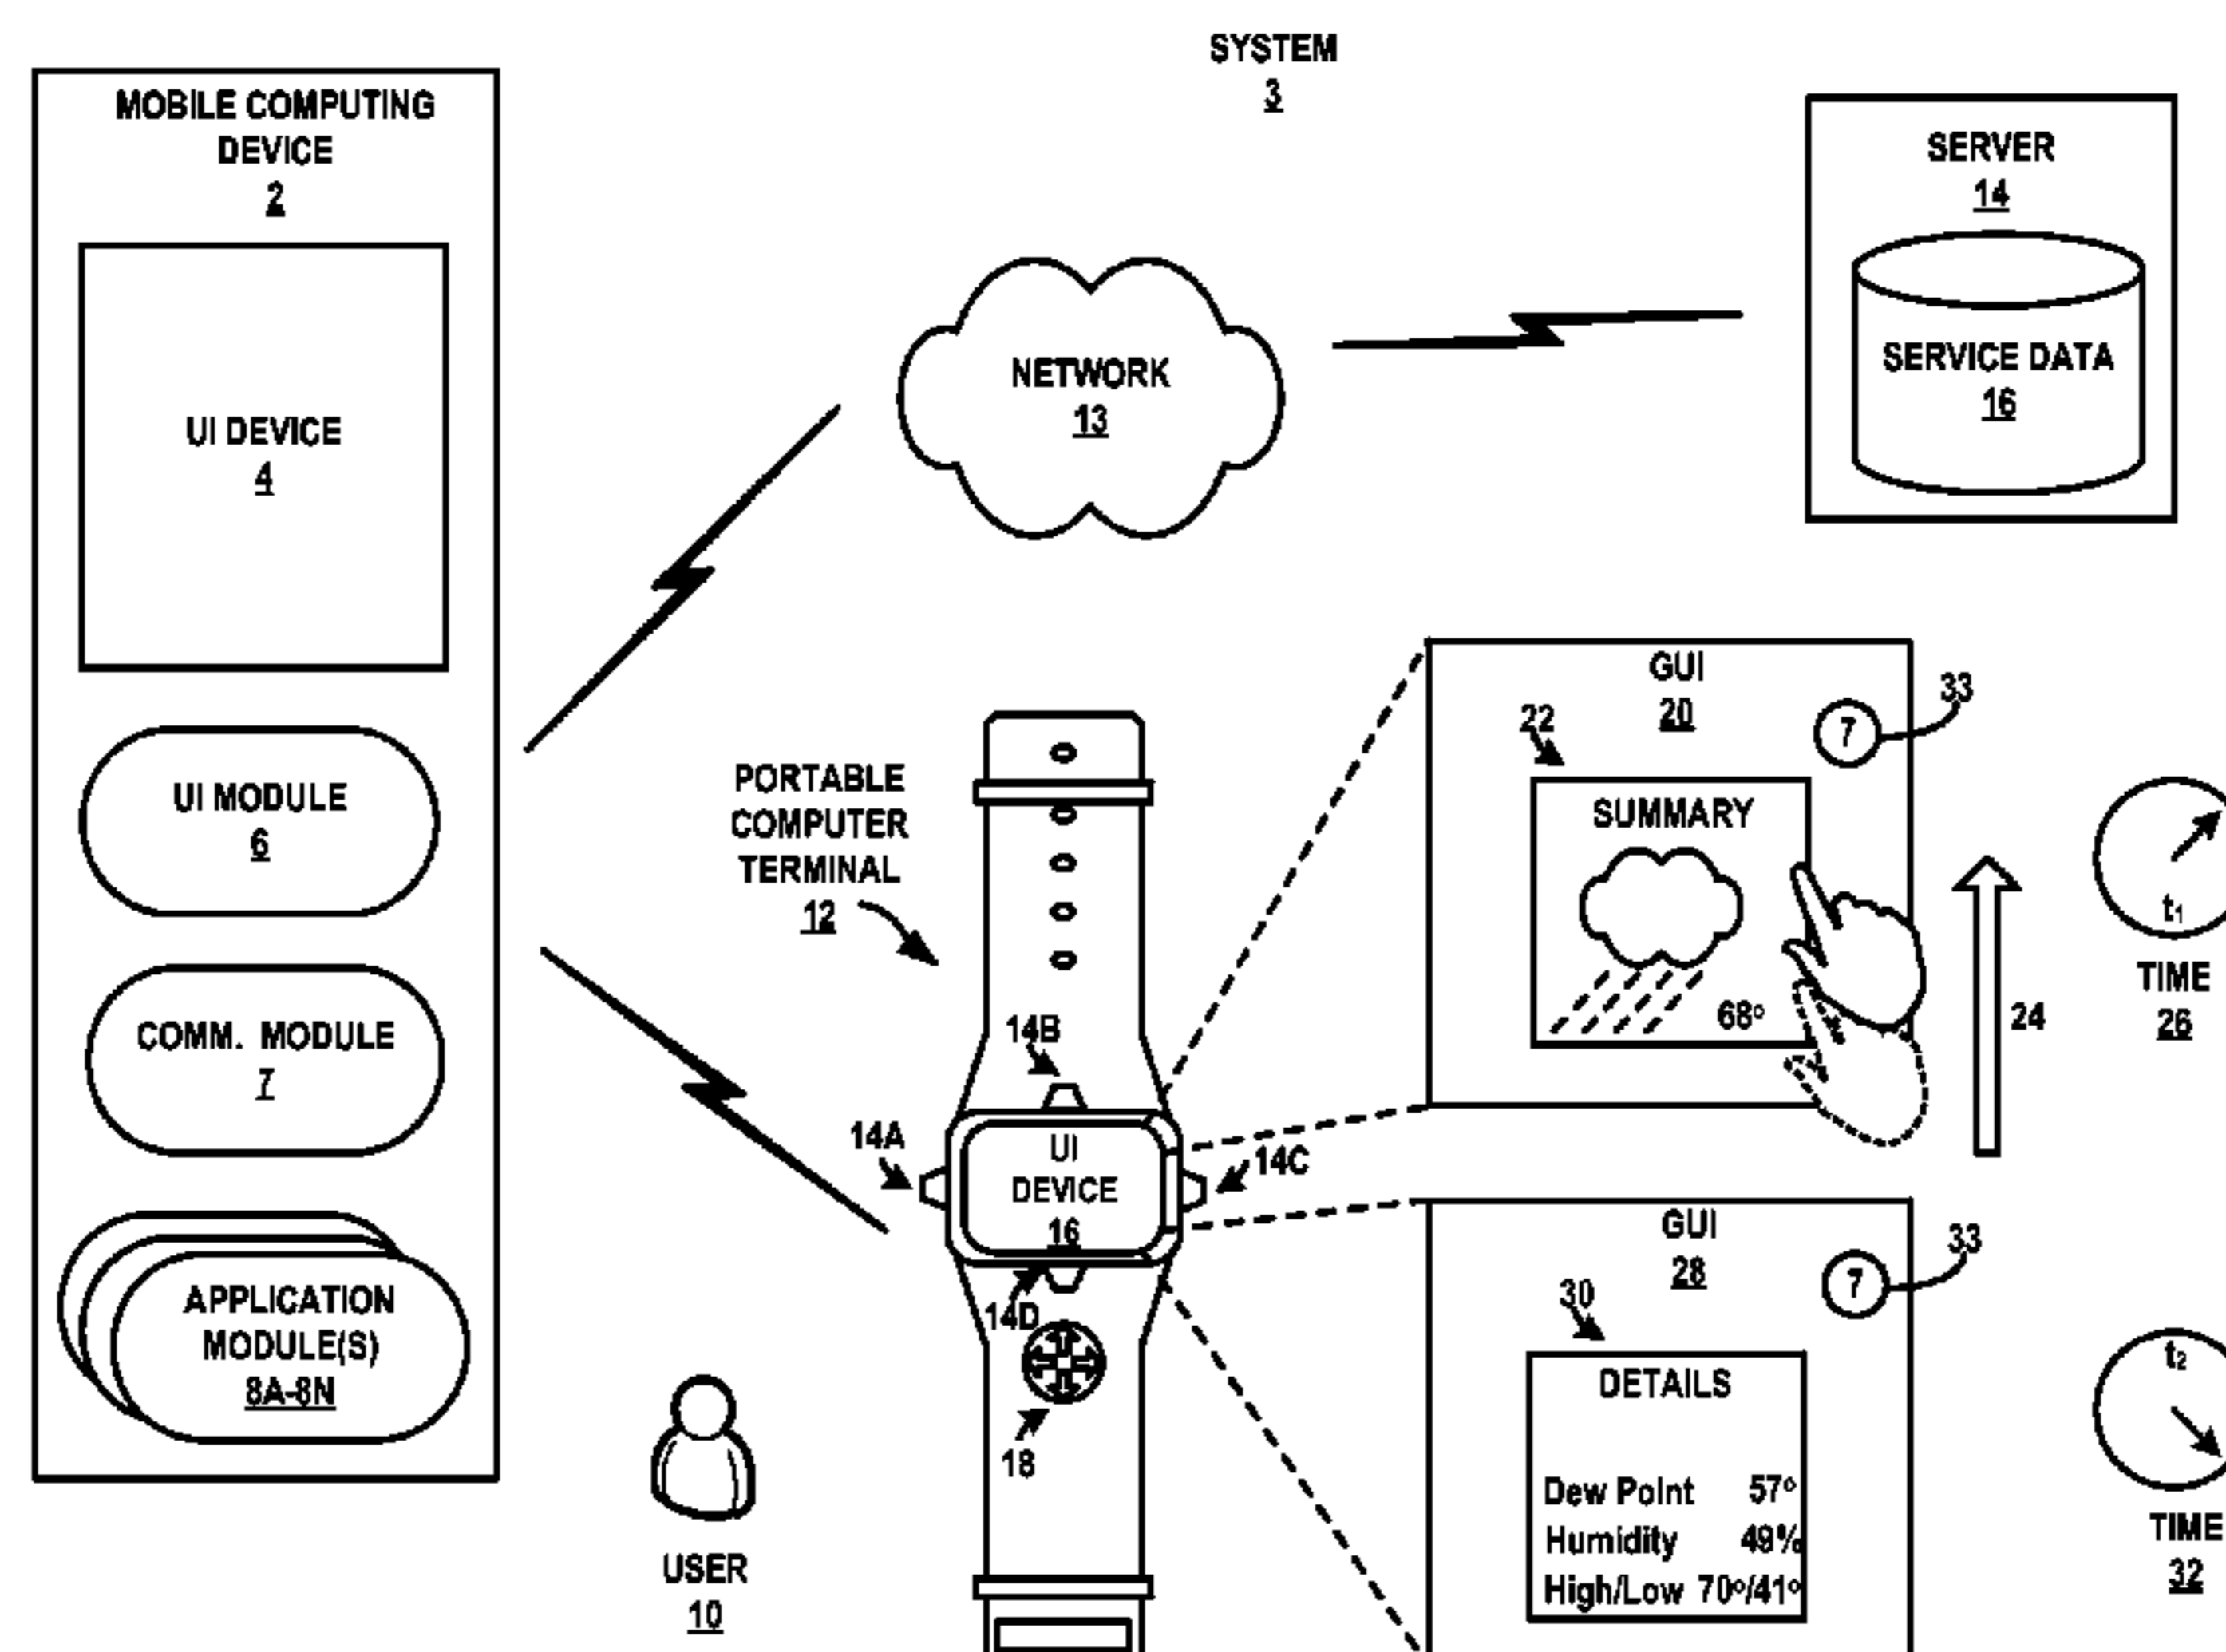 SYSTEM
3
MOBILE COMPUTING
DEVICE
2
UI DEVICE
4
UI MODULE
6
COMM. MODULE
7
APPLICATION
MODULE(S)
8A-8N
NETWORK
13
SERVER
14
SERVICE DATA
16
PORTABLE
COMPUTER
TERMINAL
12
14B
14A
14C
UI
DEVICE
16
14D
18
USER
10
GUI
20
33
22
7
SUMMARY
68°
24
t1
TIME
26
GUI
28
33
30
7
DETAILS
Dew Point 57°
Humidity 49%
High/Low 70°/41°
t2
TIME
32